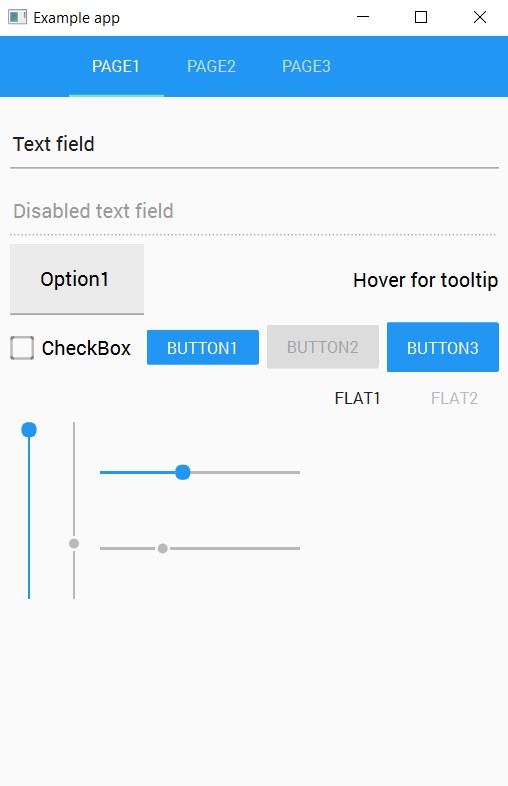 Example app
PAGE1 PAGE2 PAGE3
Text field
Disabled text field
Option1 Hover for tooltip
CheckBox BUTTON1 BUTTON2 BUTTON3
FLAT1 FLAT2